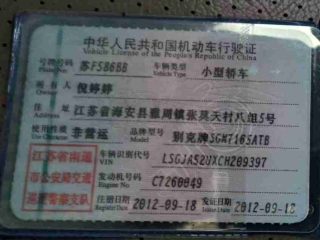 中华人民共和国机动车行驶证
Vehicle License of the People's Republic of China
号牌号码 苏F586BB 车辆类型 小型轿车
Plate No. Vehicle Type
所有人 倪婷婷
住址 江苏省海安县雅周镇张莫天村八组5号
使用性质 非营运 品牌型号 别克牌SGM7165ATB
江苏省南通
市公安局交通
巡逻警察支队
车辆识别代号 LSGJA52UXCH209397
VIN
发动机号码 C7260049
Engine No.
注册日期 2012-09-18 发证日期 2012-09-18
Register Date Issue Date